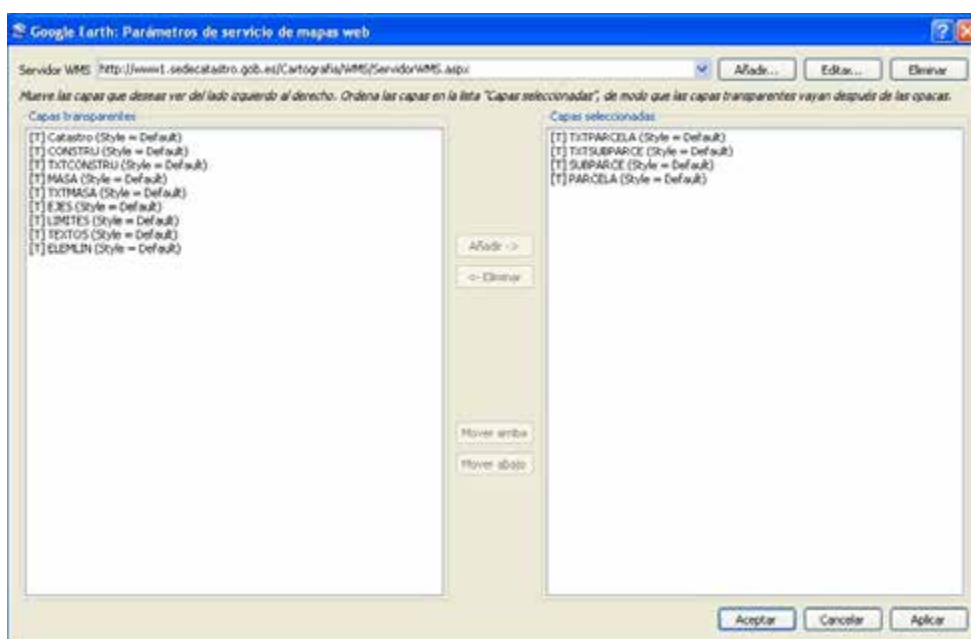 Google Earth: Parámetros de servicio de mapas web
Servidor WMS http://www1.sedecatastro.gob.es/Cartografia/WMS/ServidorWMS.aspx Añadir... Editar... Eliminar
Mueve las capas que deseas ver del lado izquierdo al derecho. Ordena las capas en la lista "Capas seleccionadas", de modo que las capas transparentes vayan después de las opacas.
Capas transparentes
[T] Catastro (Style = Default)
[T] CONSTRU (Style = Default)
[T] TXTCONSTRU (Style = Default)
[T] MASA (Style = Default)
[T] TXTMASA (Style = Default)
[T] EJES (Style = Default)
[T] LIMITES (Style = Default)
[T] TEXTOS (Style = Default)
[T] ELEMLIN (Style = Default)
Añadir ->
<- Eliminar
Mover arriba
Mover abajo
Capas seleccionadas
[T] TXTPARCELA (Style = Default)
[T] TXTSUBPARCE (Style = Default)
[T] SUBPARCE (Style = Default)
[T] PARCELA (Style = Default)
Aceptar Cancelar Aplicar